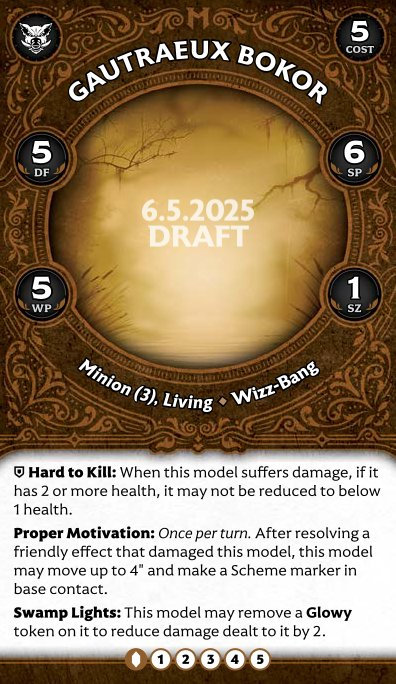 5
COST
GAUTRAEUX BOKOR
5
DF
6
SP
6.5.2025
DRAFT
5
WP
1
SZ
Minion (3), Living ◆ Wizz-Bang
Hard to Kill: When this model suffers damage, if it
has 2 or more health, it may not be reduced to below
1 health.
Proper Motivation: Once per turn. After resolving a
friendly effect that damaged this model, this model
may move up to 4" and make a Scheme marker in
base contact.
Swamp Lights: This model may remove a Glowy
token on it to reduce damage dealt to it by 2.
1 2 3 4 5